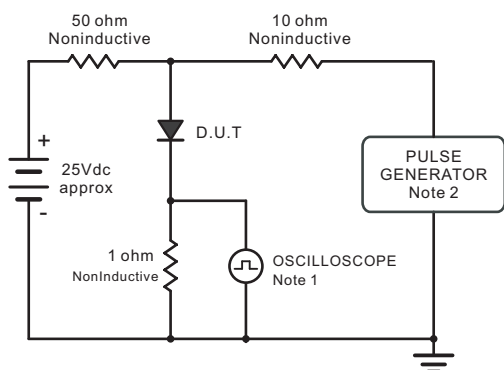 50 ohm
Noninductive
10 ohm
Noninductive
D.U.T
+
25Vdc
approx
-
PULSE
GENERATOR
Note 2
1 ohm
NonInductive
OSCILLOSCOPE
Note 1